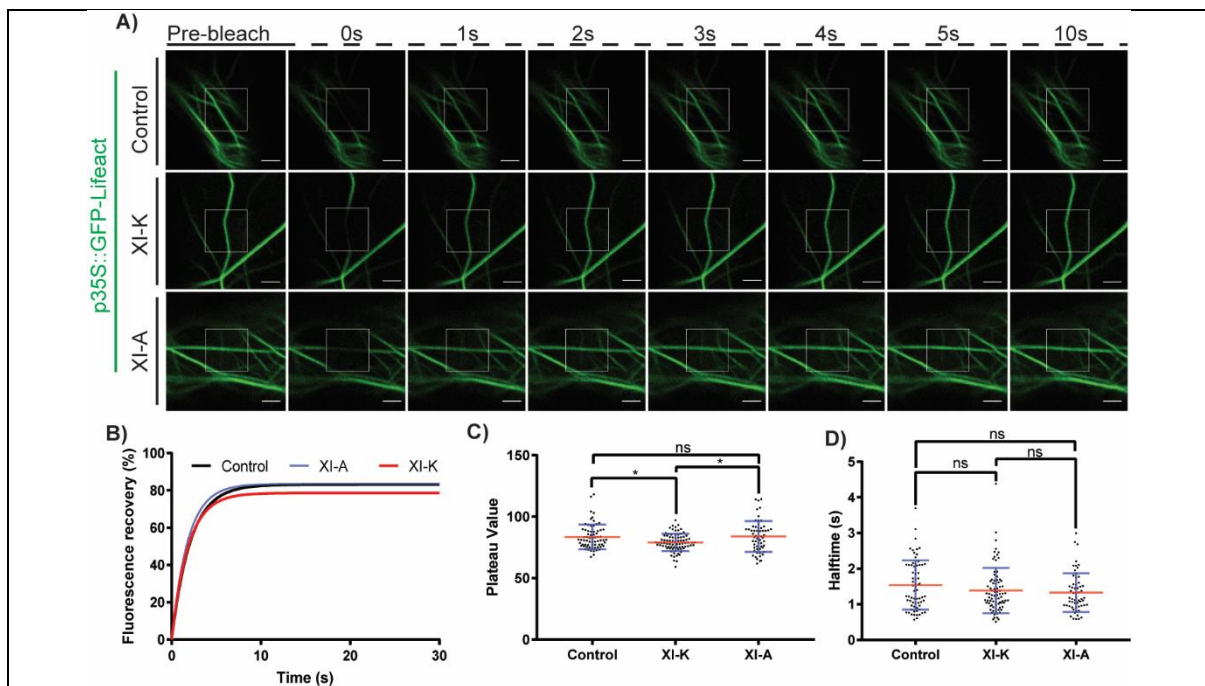 A)
Pre-bleach 0s 1s 2s 3s 4s 5s 10s
p35S::GFP-Lifeact
Control
XI-K
XI-A
B)
Fluorescence recovery (%)
100
80
60
40
20
0
Control XI-A XI-K
0 10 20 30
Time (s)
C)
Plateau Value
150
100
50
0
ns
* *
Control XI-K XI-A
D)
Halftime (s)
5
4
3
2
1
0
ns
ns ns
Control XI-K XI-A